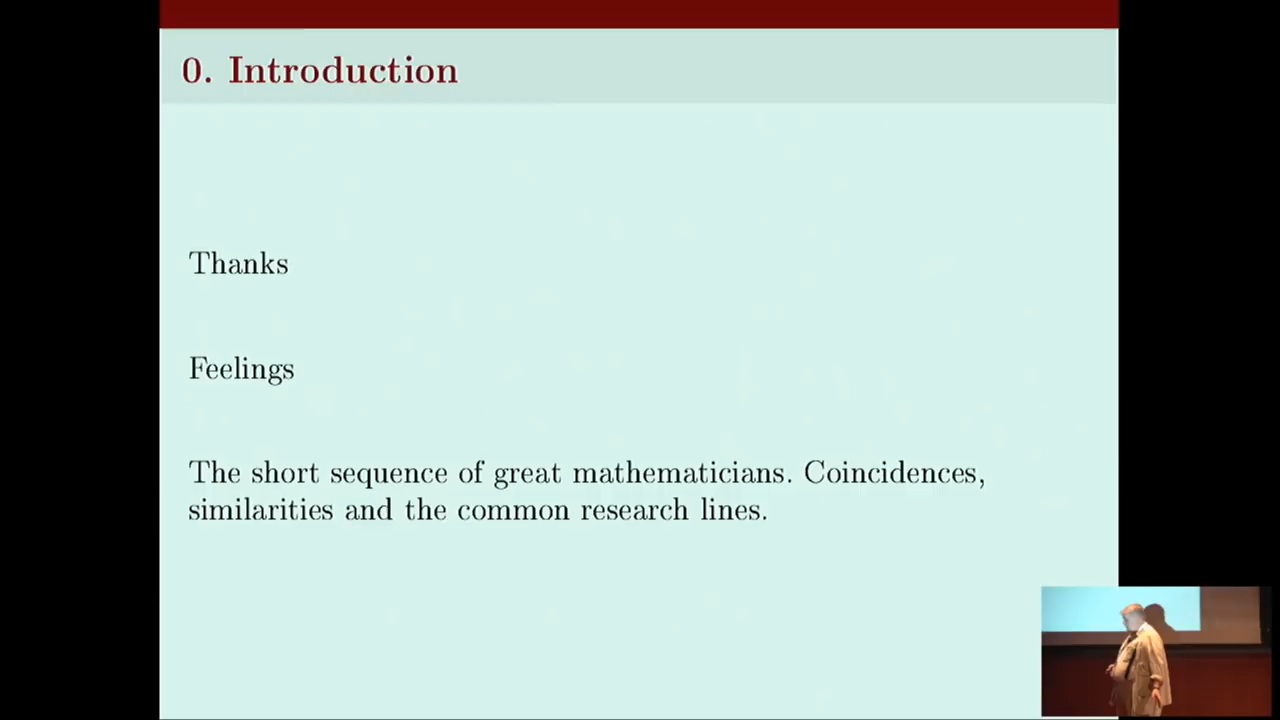 0. Introduction
Thanks
Feelings
The short sequence of great mathematicians. Coincidences,
similarities and the common research lines.